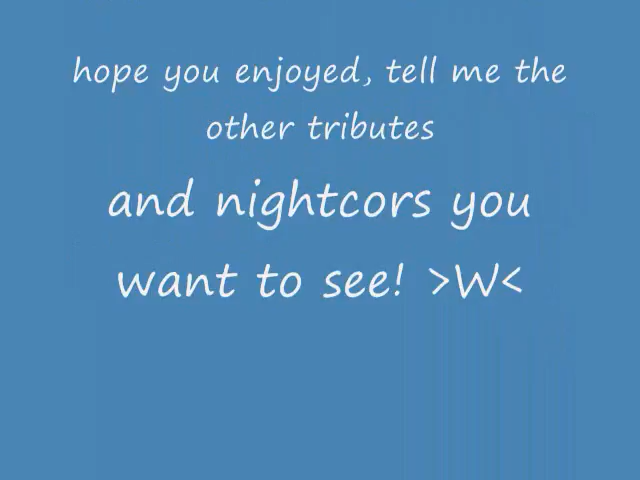 hope you enjoyed, tell me the
other tributes
and nightcors you
want to see! >W<